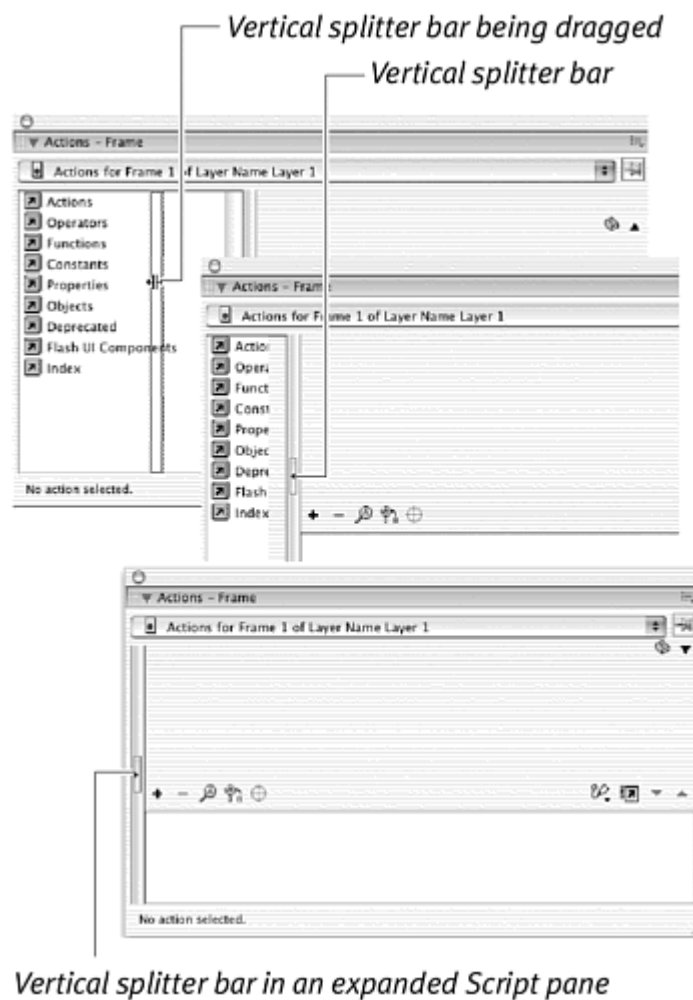 Vertical splitter bar being dragged
Vertical splitter bar
Actions - Frame
Actions for Frame 1 of Layer Name Layer 1
Actions
Operators
Functions
Constants
Properties
Objects
Deprecated
Flash UI Components
Index
No action selected.
Actions - Frame
Actions for Frame 1 of Layer Name Layer 1
Actio
Opera
Funct
Const
Prope
Objec
Depre
Flash
Index
Actions - Frame
Actions for Frame 1 of Layer Name Layer 1
No action selected.
Vertical splitter bar in an expanded Script pane